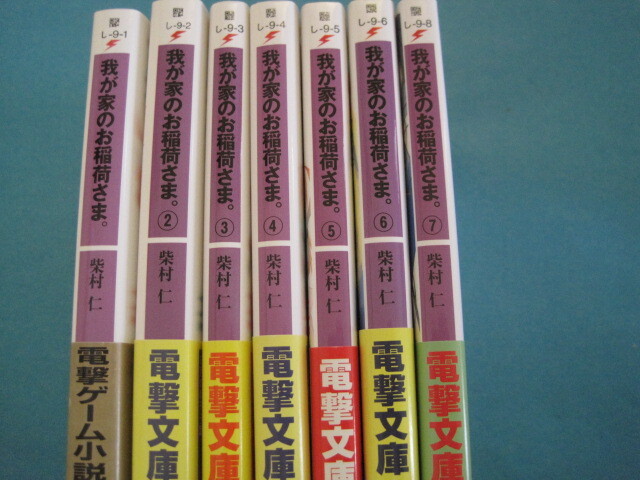 し-9-1
我が家のお稲荷さま。
柴村 仁
電撃ゲーム小説
し-9-2
我が家のお稲荷さま。②
柴村 仁
電撃文庫
し-9-3
我が家のお稲荷さま。③
柴村 仁
電撃文庫
し-9-4
我が家のお稲荷さま。④
柴村 仁
電撃文庫
し-9-5
我が家のお稲荷さま。⑤
柴村 仁
電撃文庫
し-9-6
我が家のお稲荷さま。⑥
柴村 仁
電撃文庫
し-9-8
我が家のお稲荷さま。⑦
柴村 仁
電撃文庫